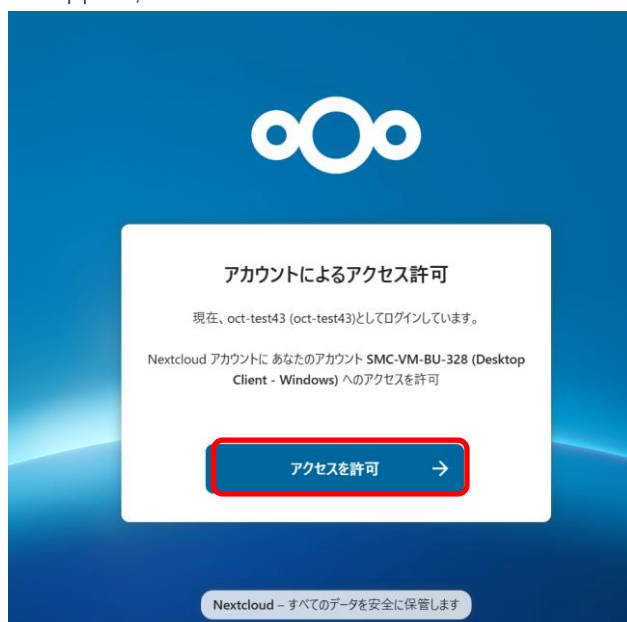 アカウントによるアクセス許可
現在、oct-test43 (oct-test43)としてログインしています。
Nextcloud アカウントに あなたのアカウント SMC-VM-BU-328 (Desktop
Client - Windows) へのアクセスを許可
アクセスを許可 →
Nextcloud – すべてのデータを安全に保管します